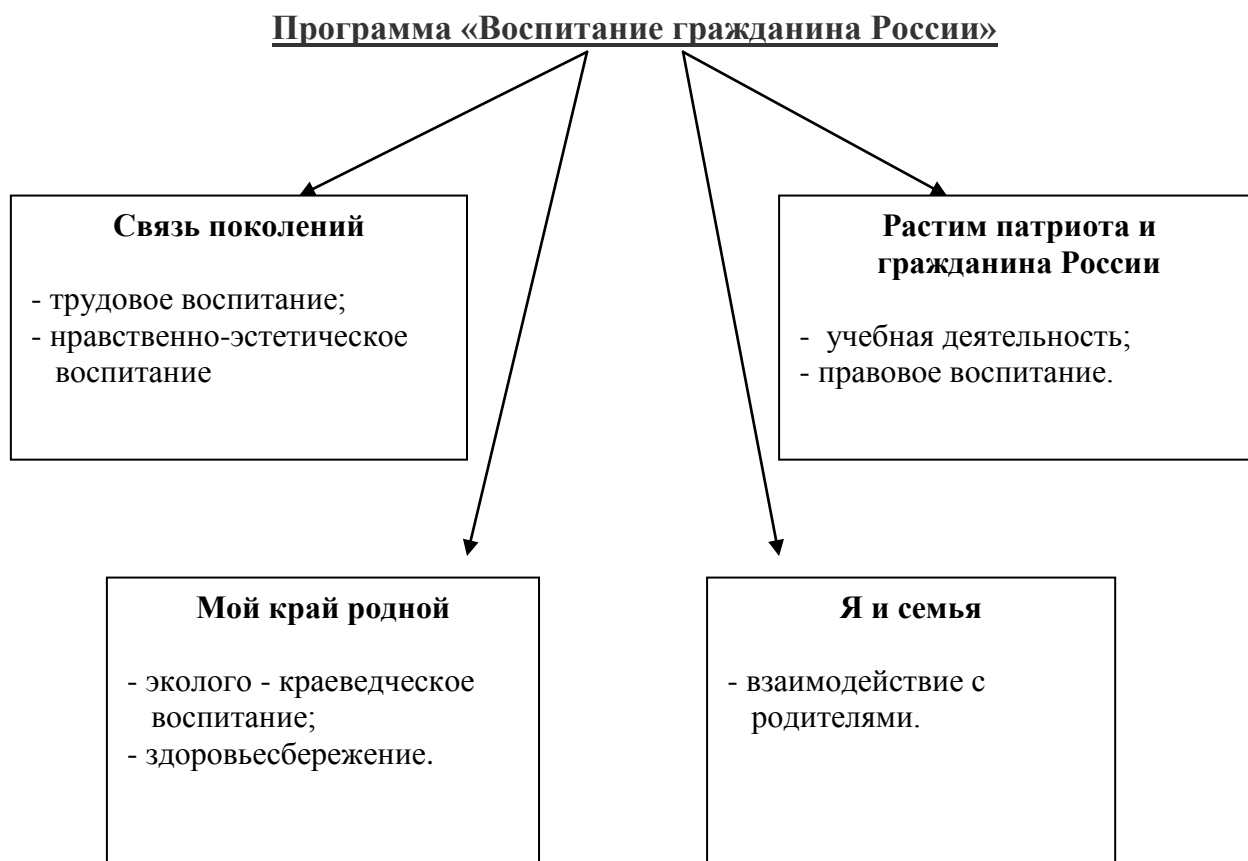 Программа «Воспитание гражданина России»
Связь поколений
- трудовое воспитание;
- нравственно-эстетическое
воспитание
Растим патриота и
гражданина России
- учебная деятельность;
- правовое воспитание.
Мой край родной
- эколого - краеведческое
воспитание;
- здоровьесбережение.
Я и семья
- взаимодействие с
родителями.